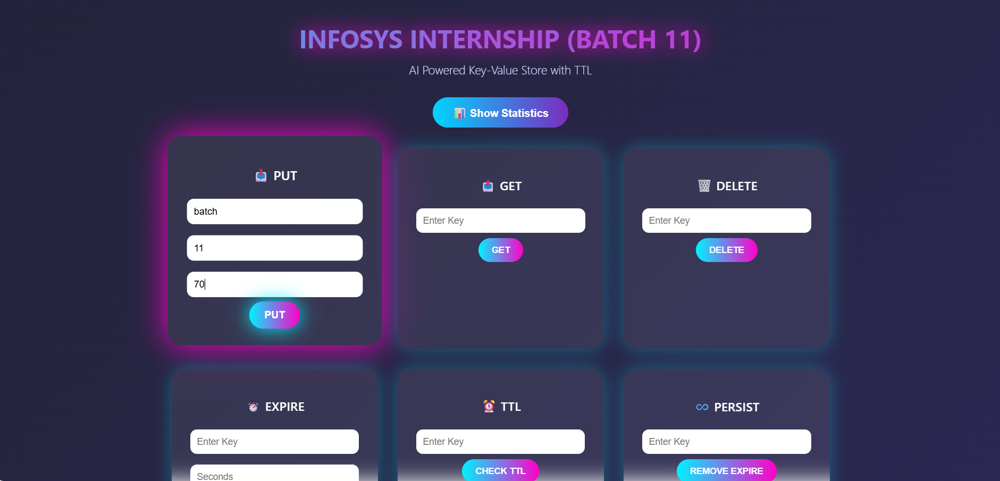 INFOSYS INTERNSHIP (BATCH 11)
AI Powered Key-Value Store with TTL
Show Statistics
PUT
batch
11
70
PUT
GET
Enter Key
GET
DELETE
Enter Key
DELETE
EXPIRE
Enter Key
Seconds
TTL
Enter Key
CHECK TTL
PERSIST
Enter Key
REMOVE EXPIRE